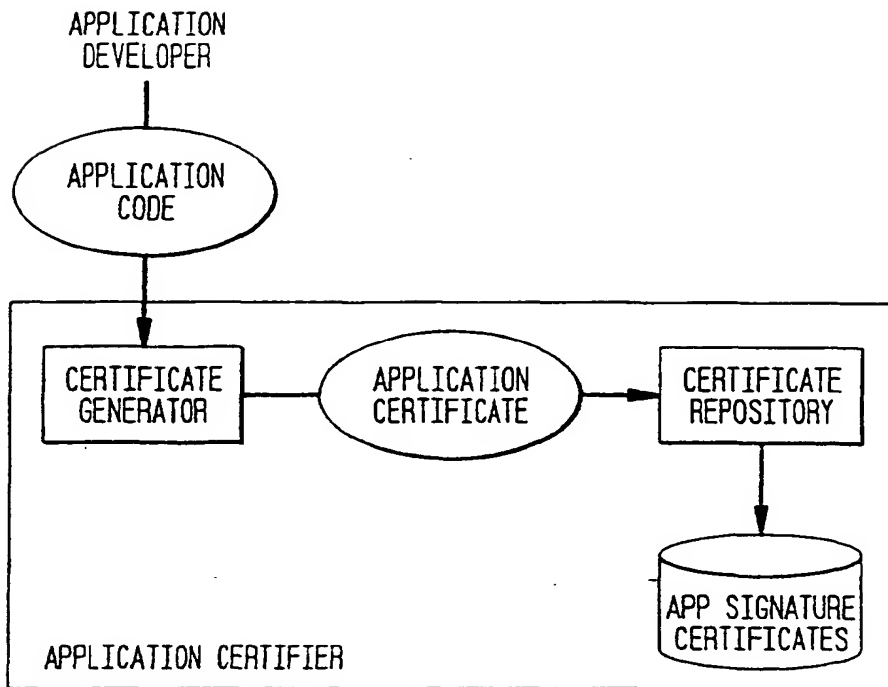 APPLICATION
DEVELOPER
APPLICATION
CODE
CERTIFICATE
GENERATOR
APPLICATION
CERTIFICATE
CERTIFICATE
REPOSITORY
APP SIGNATURE
CERTIFICATES
APPLICATION CERTIFIER